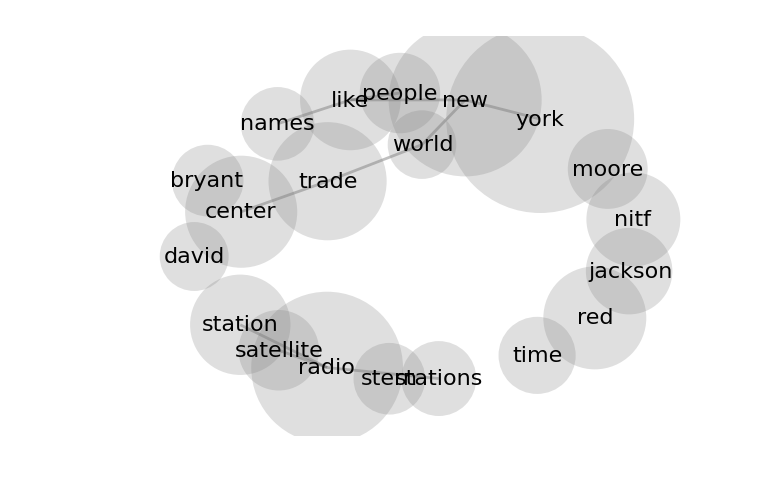 people
like
new
york
names
world
moore
bryant
trade
center
nitf
david
jackson
red
station
satellite
time
radio
stern
stations